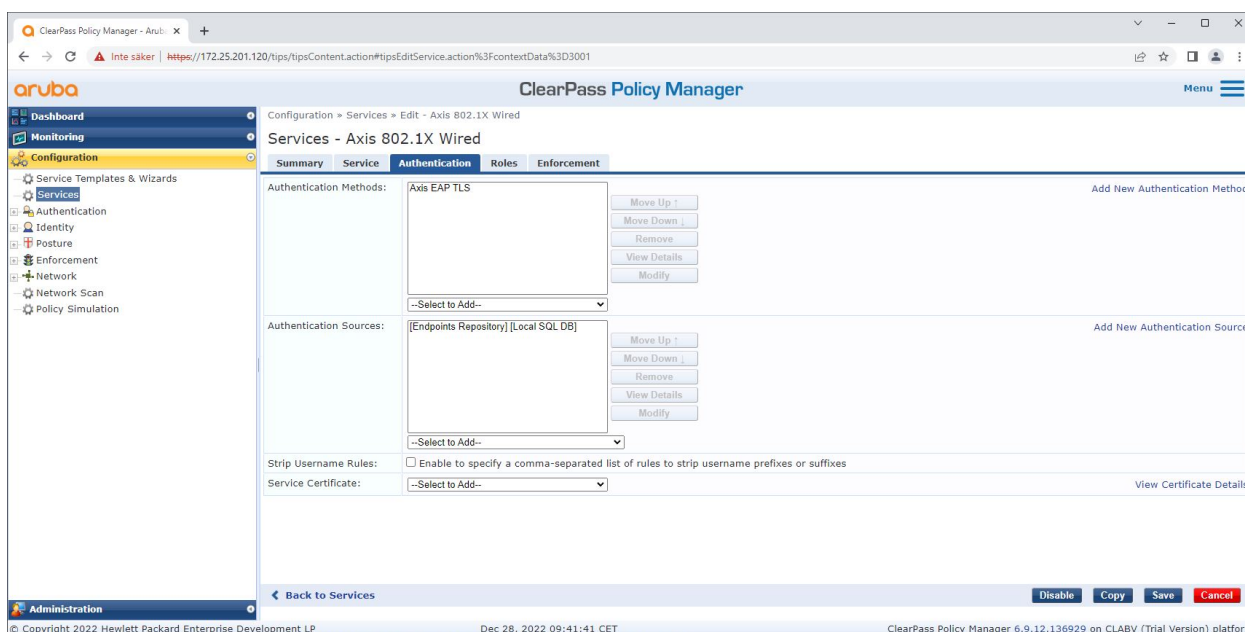 ClearPass Policy Manager - Arub
Inte säker | https://172.25.201.120/tips/tipsContent.action#tipsEditService.action%3FcontextData%3D3001
aruba
ClearPass Policy Manager
Menu
Dashboard
Monitoring
Configuration
Service Templates & Wizards
Services
Authentication
Identity
Posture
Enforcement
Network
Network Scan
Policy Simulation
Administration
Configuration » Services » Edit - Axis 802.1X Wired
Services - Axis 802.1X Wired
Summary Service Authentication Roles Enforcement
Authentication Methods:
Axis EAP TLS
Move Up ↑
Move Down ↓
Remove
View Details
Modify
--Select to Add--
Add New Authentication Method
Authentication Sources:
[Endpoints Repository] [Local SQL DB]
Move Up ↑
Move Down ↓
Remove
View Details
Modify
--Select to Add--
Add New Authentication Source
Strip Username Rules:
Enable to specify a comma-separated list of rules to strip username prefixes or suffixes
Service Certificate:
--Select to Add--
View Certificate Details
Back to Services
Disable Copy Save Cancel
© Copyright 2022 Hewlett Packard Enterprise Development LP
Dec 28, 2022 09:41:41 CET
ClearPass Policy Manager 6.9.12.136929 on CLABV (Trial Version) platfor